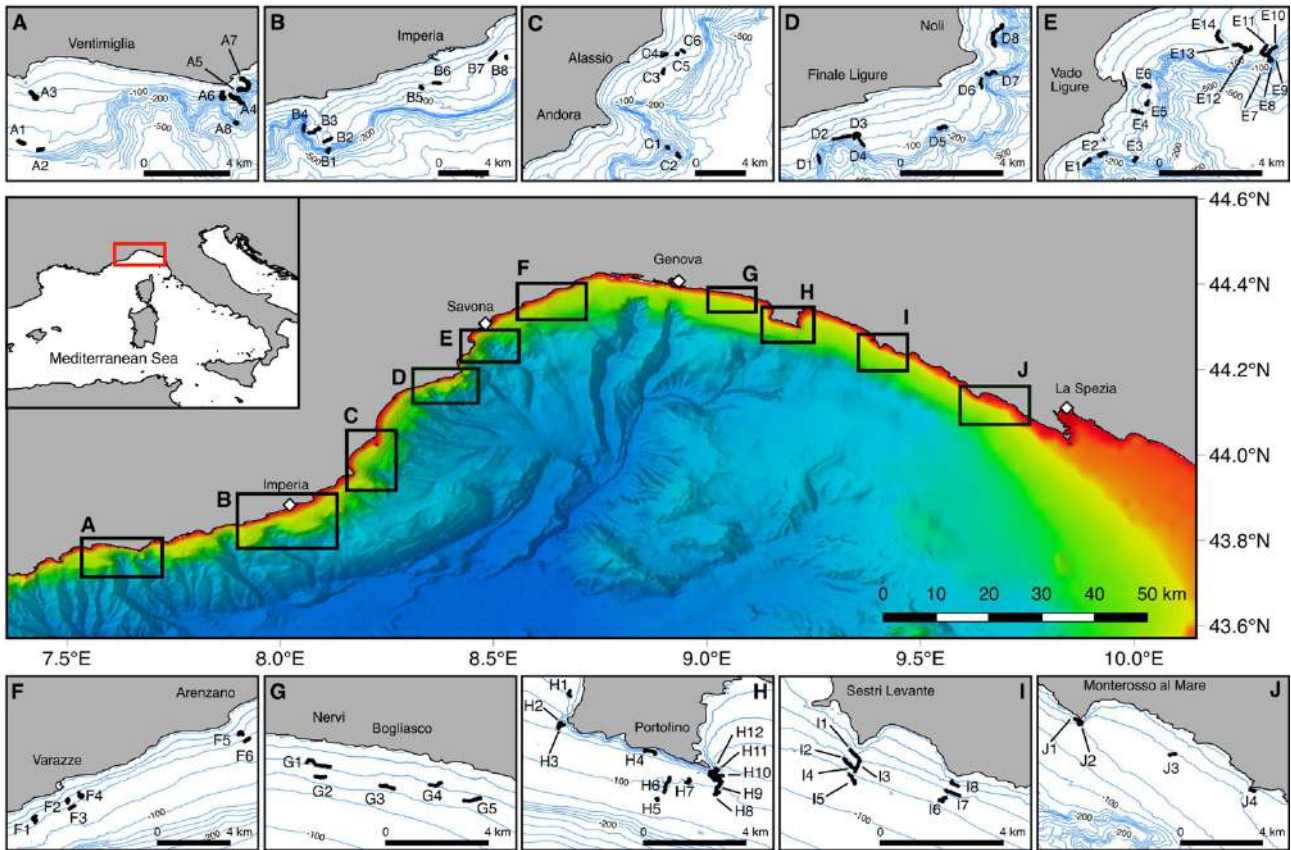 A
Ventimiglia
A7
A5
A3
A6
A4
A1
A8
A2
-100
-200
-500
0 4 km
B
Imperia
B7
B8
B6
B5
B4
B3
B2
B1
-100
-500
0 4 km
C
-500
C6
C4
C5
Alassio
C3
-100
Andora
C1
C2
0 4 km
D
Noli
D8
Finale Ligure
D7
D6
D2
D3
D5
D1
D4
-100
-500
0 4 km
E
E10
E11
E14
E13
-100
-100
Vado
Ligure
E6
E5
E4
E12
E9
E8
E7
E2
E1
E3
-200
-500
0 4 km
44.6°N
44.4°N
44.2°N
44.0°N
43.8°N
43.6°N
Mediterranean Sea
Genova
F
G
Savona
H
E
I
D
J
La Spezia
C
Imperia
B
A
0 10 20 30 40 50 km
7.5°E 8.0°E 8.5°E 9.0°E 9.5°E 10.0°E
F
Arenzano
F5
F6
Varazze
F4
F2
F3
F1
-100
-200
0 4 km
G
Nervi
Bogliasco
G1
G2
G3
G4
G5
-100
0 4 km
H
H1
H2
Portofino
H12
H11
H3
H4
H10
-100
H6
H7
H9
H5
H8
0 4 km
I
Sestri Levante
I1
I2
I4
I3
I8
I5
I7
I6
-100
0 4 km
J
Monterosso al Mare
J1
J2
J3
J4
-100
-200
0 4 km